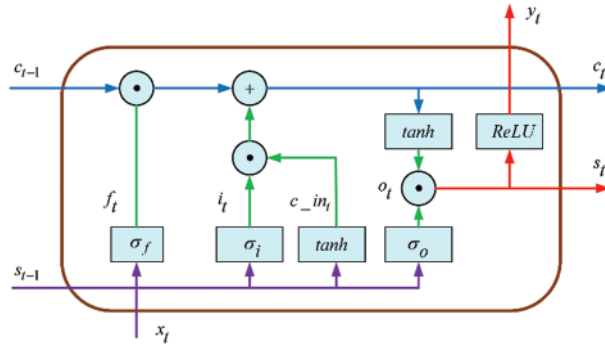 y_t
c_{t-1}
c_t
+
tanh
ReLU
s_t
f_t
i_t
c_in_t
o_t
σ_f
σ_i
tanh
σ_o
s_{t-1}
x_t